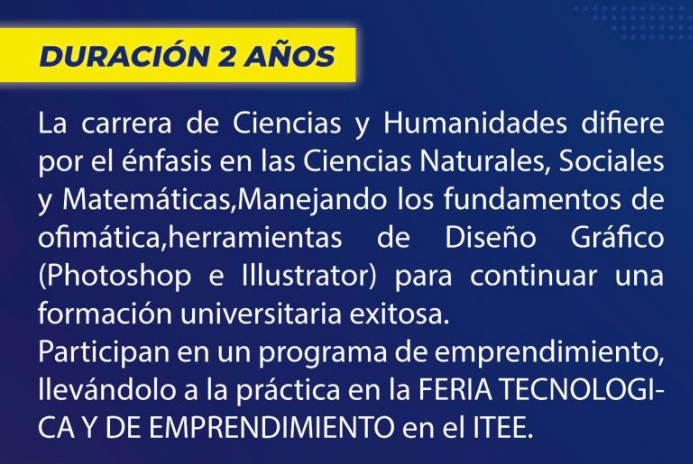 DURACIÓN 2 AÑOS
La carrera de Ciencias y Humanidades difiere
por el énfasis en las Ciencias Naturales, Sociales
y Matemáticas,Manejando los fundamentos de
ofimática,herramientas de Diseño Gráfico
(Photoshop e Illustrator) para continuar una
formación universitaria exitosa.
Participan en un programa de emprendimiento,
llevándolo a la práctica en la FERIA TECNOLOGI-
CA Y DE EMPRENDIMIENTO en el ITEE.